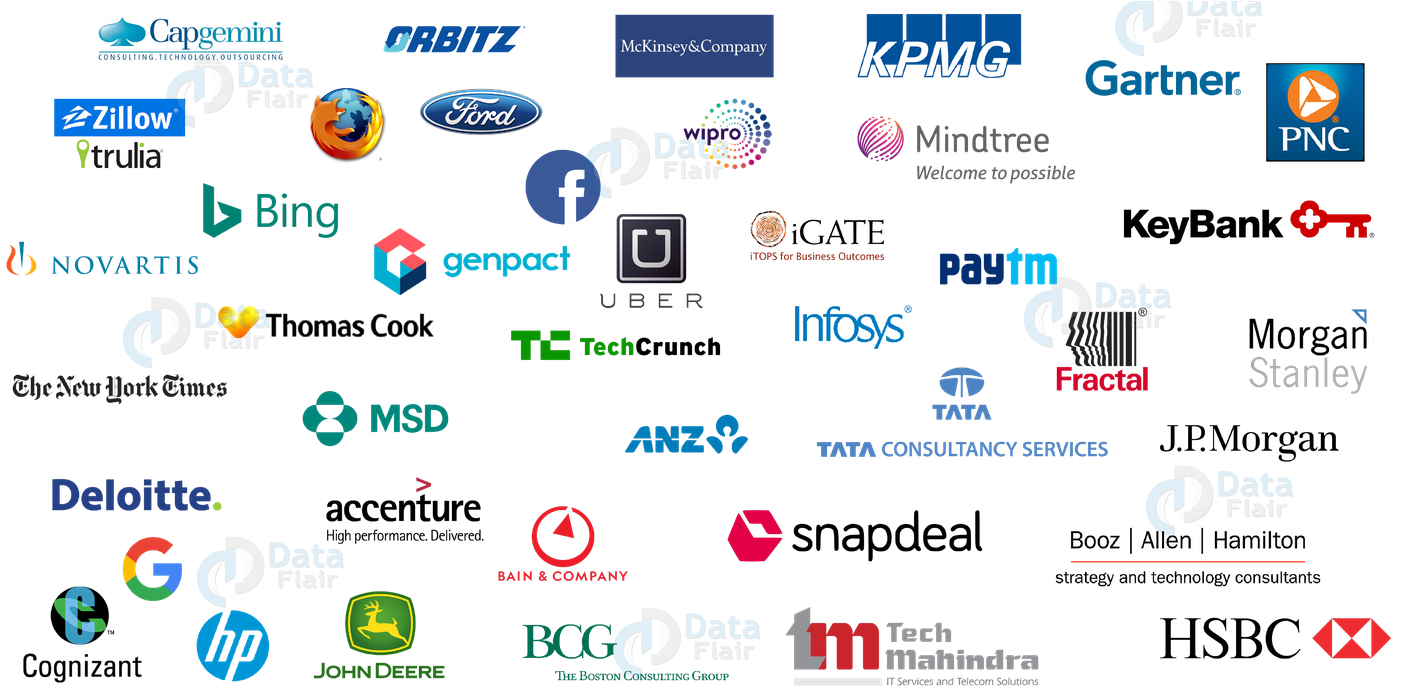 Capgemini
CONSULTING.TECHNOLOGY.OUTSOURCING
ORBITZ
McKinsey&Company
KPMG
Data
Flair
Gartner®
PNC
Data
Flair
Zillow®
trulia®
Ford
wipro
Data
Flair
Mindtree
Welcome to possible
Bing
f
U
UBER
iGATE
iTOPS for Business Outcomes
KeyBank ®
NOVARTIS
genpact
paytm
Data
Flair
Thomas Cook
TC TechCrunch
Infosys®
Data
Flair
Fractal ®
Morgan
Stanley
The New York Times
MSD
ANZ
TATA
TATA CONSULTANCY SERVICES
J.P.Morgan
Deloitte.
accenture
High performance. Delivered.
BAIN & COMPANY
snapdeal
Data
Flair
Booz | Allen | Hamilton
strategy and technology consultants
G
Data
Flair
Cognizant
TM
hp
JOHN DEERE
BCG
THE BOSTON CONSULTING GROUP
Data
Flair
tm Tech
Mahindra
IT Services and Telecom Solutions
HSBC